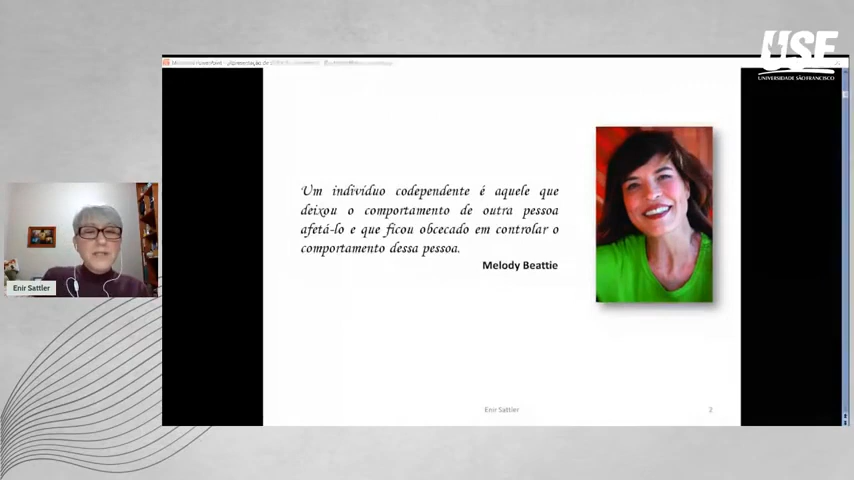 USF
UNIVERSIDADE SÃO FRANCISCO
Um indivíduo codependente é aquele que
deixou o comportamento de outra pessoa
afetá-lo e que ficou obcecado em controlar o
comportamento dessa pessoa.
Melody Beattie
Enir Sattler
Enir Sattler
2